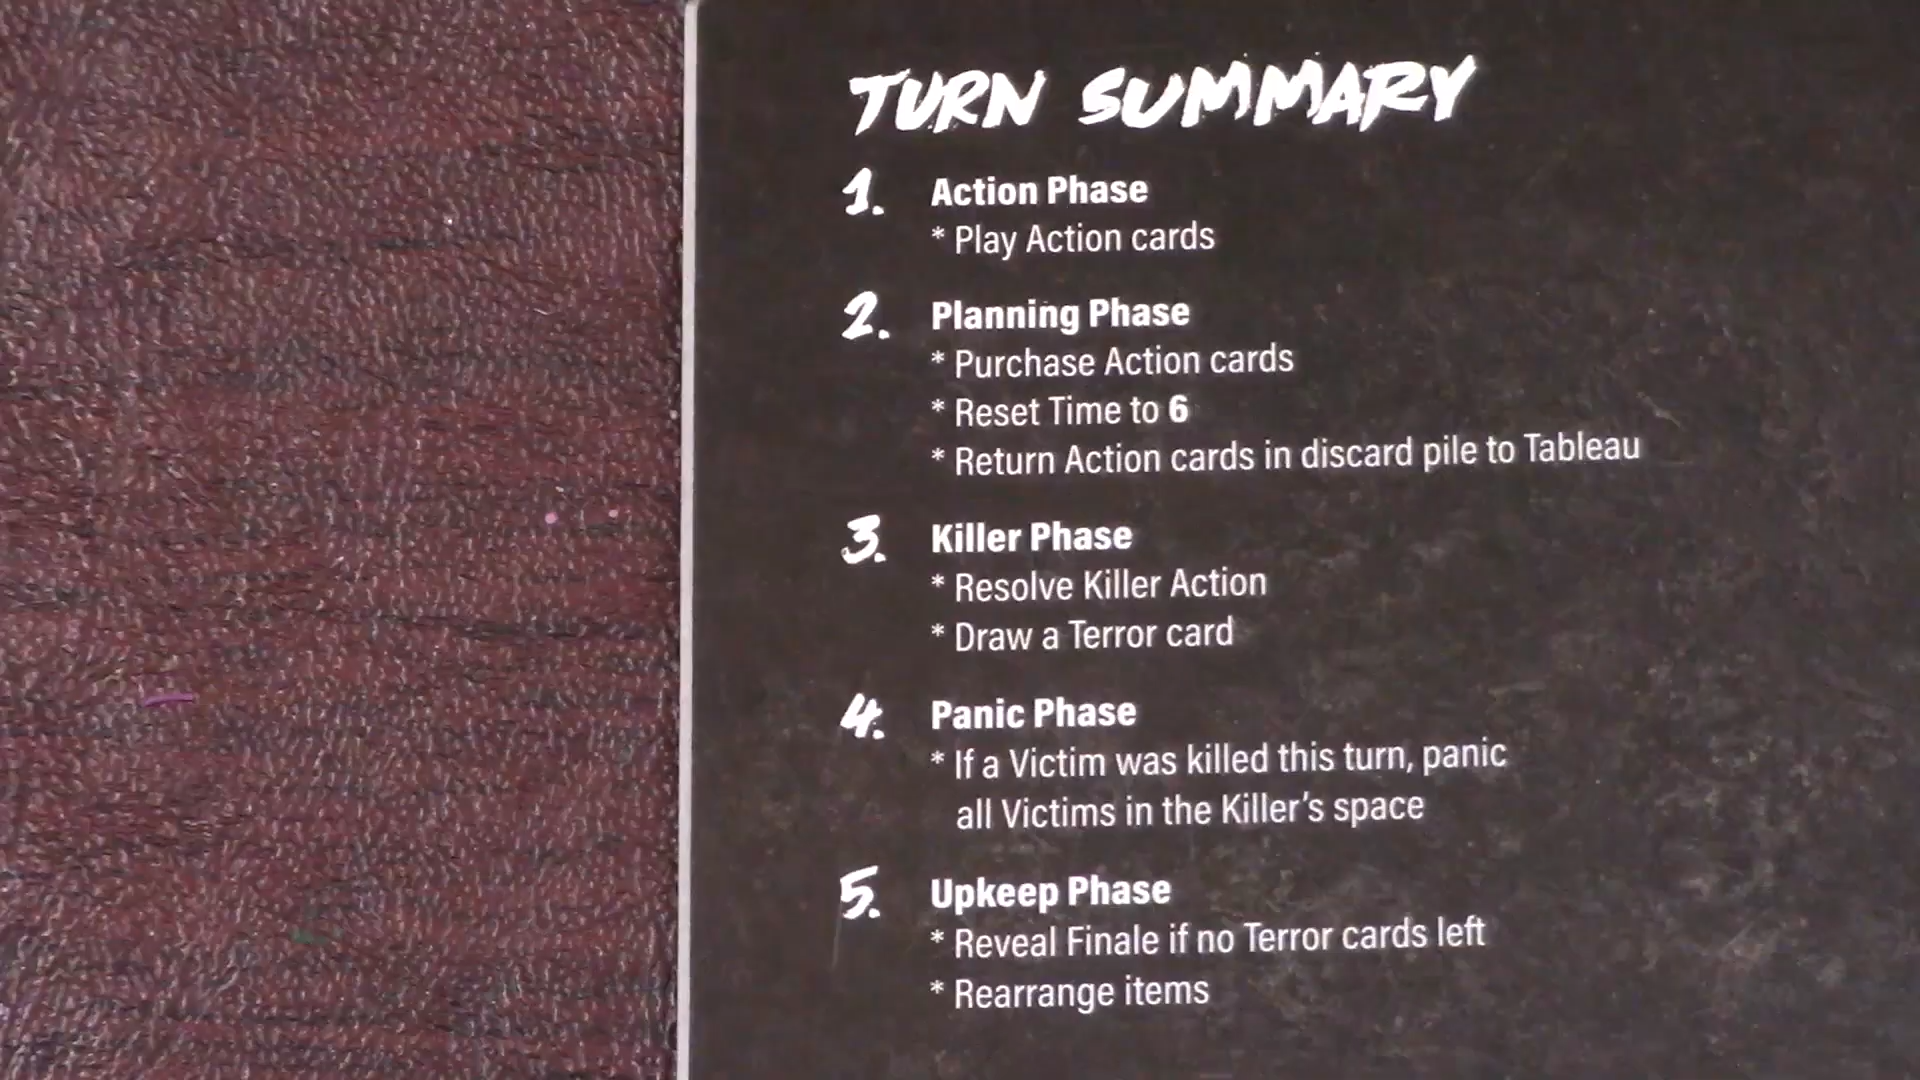 TURN SUMMARY
1. Action Phase
* Play Action cards
2. Planning Phase
* Purchase Action cards
* Reset Time to 6
* Return Action cards in discard pile to Tableau
3. Killer Phase
* Resolve Killer Action
* Draw a Terror card
4. Panic Phase
* If a Victim was killed this turn, panic
all Victims in the Killer's space
5. Upkeep Phase
* Reveal Finale if no Terror cards left
* Rearrange items